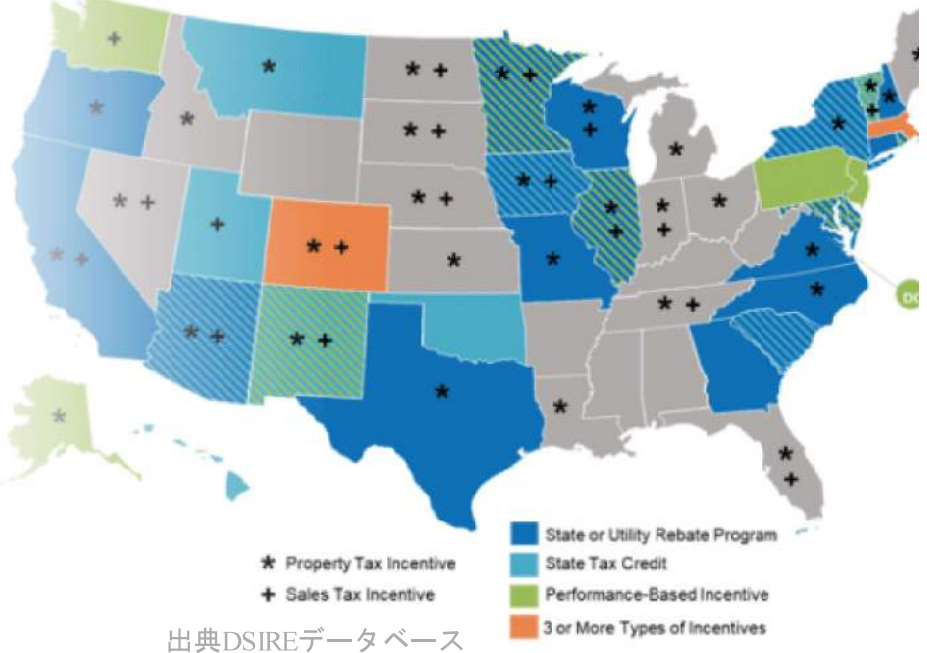 DC
* Property Tax Incentive
+ Sales Tax Incentive
State or Utility Rebate Program
State Tax Credit
Performance-Based Incentive
3 or More Types of Incentives
出典DSIREデータベース